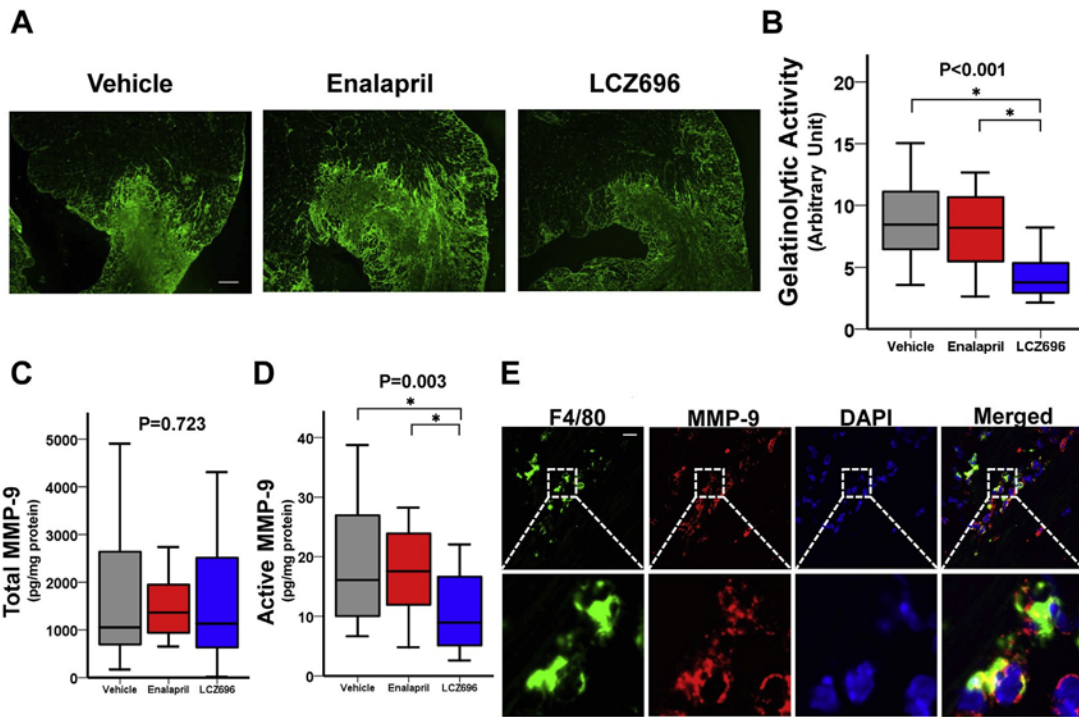 A
Vehicle
Enalapril
LCZ696
B
P<0.001
*
*
Gelatinolytic Activity
(Arbitrary Unit)
20
15
10
5
0
Vehicle
Enalapril
LCZ696
C
P=0.723
Total MMP-9
(pg/mg protein)
5000
4000
3000
2000
1000
0
Vehicle
Enalapril
LCZ696
D
P=0.003
*
*
Active MMP-9
(pg/mg protein)
40
30
20
10
0
Vehicle
Enalapril
LCZ696
E
F4/80
MMP-9
DAPI
Merged